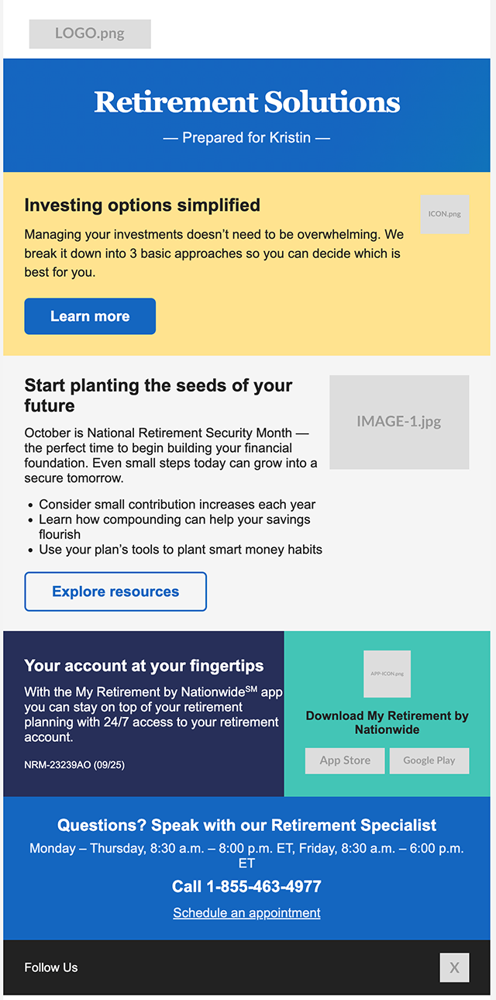 LOGO.png
Retirement Solutions
— Prepared for Kristin —
Investing options simplified
ICON.png
Managing your investments doesn’t need to be overwhelming. We
break it down into 3 basic approaches so you can decide which is
best for you.
Learn more
Start planting the seeds of your
future
IMAGE-1.jpg
October is National Retirement Security Month —
the perfect time to begin building your financial
foundation. Even small steps today can grow into a
secure tomorrow.
• Consider small contribution increases each year
• Learn how compounding can help your savings
flourish
• Use your plan’s tools to plant smart money habits
Explore resources
Your account at your fingertips
With the My Retirement by Nationwide℠ app
you can stay on top of your retirement
planning with 24/7 access to your retirement
account.
NRM-23239AO (09/25)
APP-ICON.png
Download My Retirement by
Nationwide
App Store
Google Play
Questions? Speak with our Retirement Specialist
Monday – Thursday, 8:30 a.m. – 8:00 p.m. ET, Friday, 8:30 a.m. – 6:00 p.m.
ET
Call 1-855-463-4977
Schedule an appointment
Follow Us
X